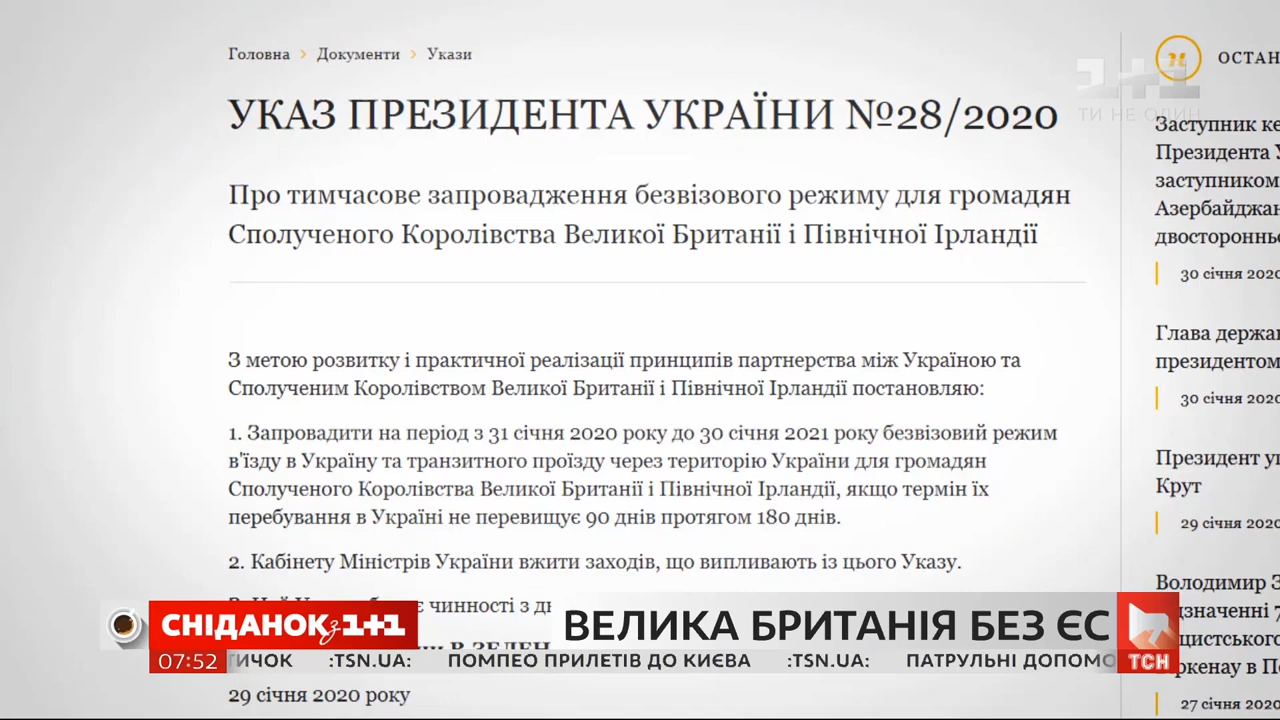 Головна › Документи › Укази
УКАЗ ПРЕЗИДЕНТА УКРАЇНИ №28/2020
Про тимчасове запровадження безвізового режиму для громадян
Сполученого Королівства Великої Британії і Північної Ірландії
З метою розвитку і практичної реалізації принципів партнерства між Україною та
Сполученим Королівством Великої Британії і Північної Ірландії постановляю:
1. Запровадити на період з 31 січня 2020 року до 30 січня 2021 року безвізовий режим
в'їзду в Україну та транзитного проїзду через територію України для громадян
Сполученого Королівства Великої Британії і Північної Ірландії, якщо термін їх
перебування в Україні не перевищує 90 днів протягом 180 днів.
2. Кабінету Міністрів України вжити заходів, що випливають із цього Указу.
чинності з
29 січня 2020 року
1+1
ТИ НЕ ОДИН
ОСТАН
Заступник ке
Президента У
заступником
Азербайджан
двосторонньо
30 січня 2020
Глава держав
президентом
30 січня 2020
Президент уп
Крут
29 січня 2020
Володимир З
ідзначенні 7
ацистського
іркенау в По
27 січня 2020
СНІДАНОК З 1+1
ВЕЛИКА БРИТАНІЯ БЕЗ ЄС
ТСН
07:52
ТИЧОК :TSN.UA: ПОМПЕО ПРИЛЕТІВ ДО КИЄВА :TSN.UA: ПАТРУЛЬНІ ДОПОМО